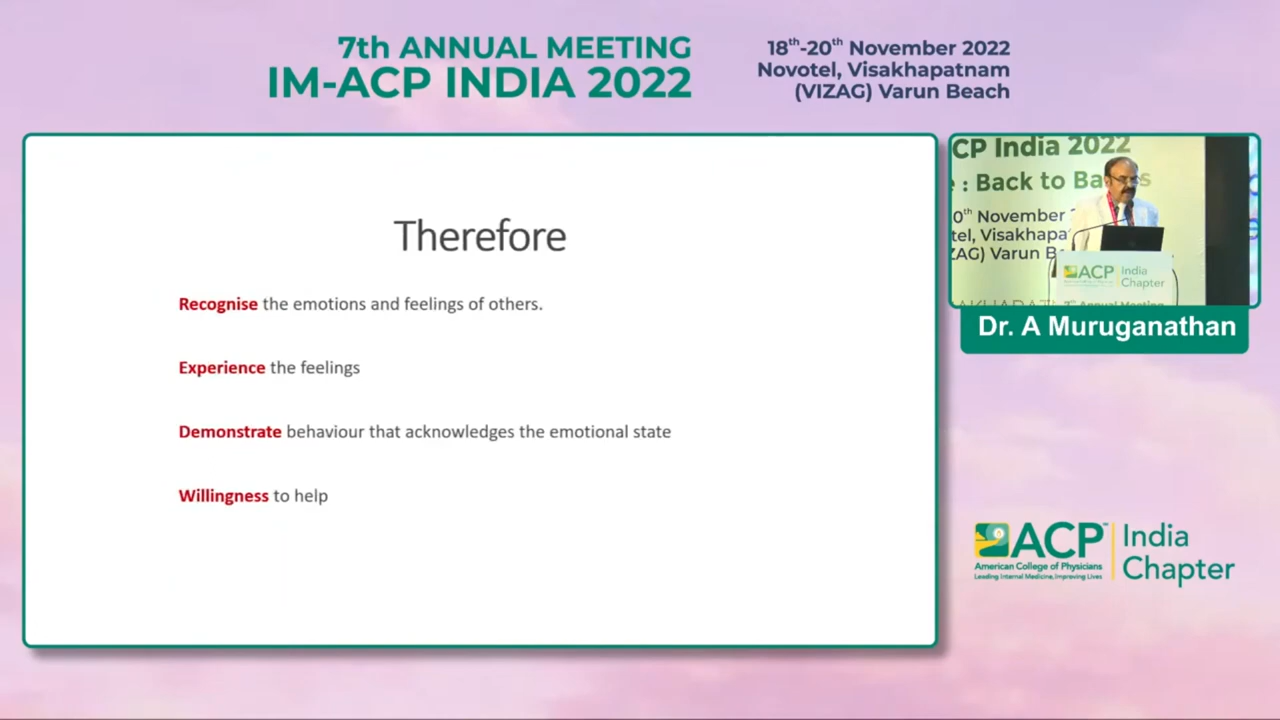 7th ANNUAL MEETING
IM-ACP INDIA 2022
18th-20th November 2022
Novotel, Visakhapatnam
(VIZAG) Varun Beach
Therefore
Recognise the emotions and feelings of others.
Experience the feelings
Demonstrate behaviour that acknowledges the emotional state
Willingness to help
CP India 2022
: Back to Ba s
0th November
tel, Visakhapa
ZAG) Varun B
ACP India
Chapter
Annual Meeting
Dr. A Muruganathan
ACP India
Chapter
American College of Physicians
Leading Internal Medicine, Improving Lives